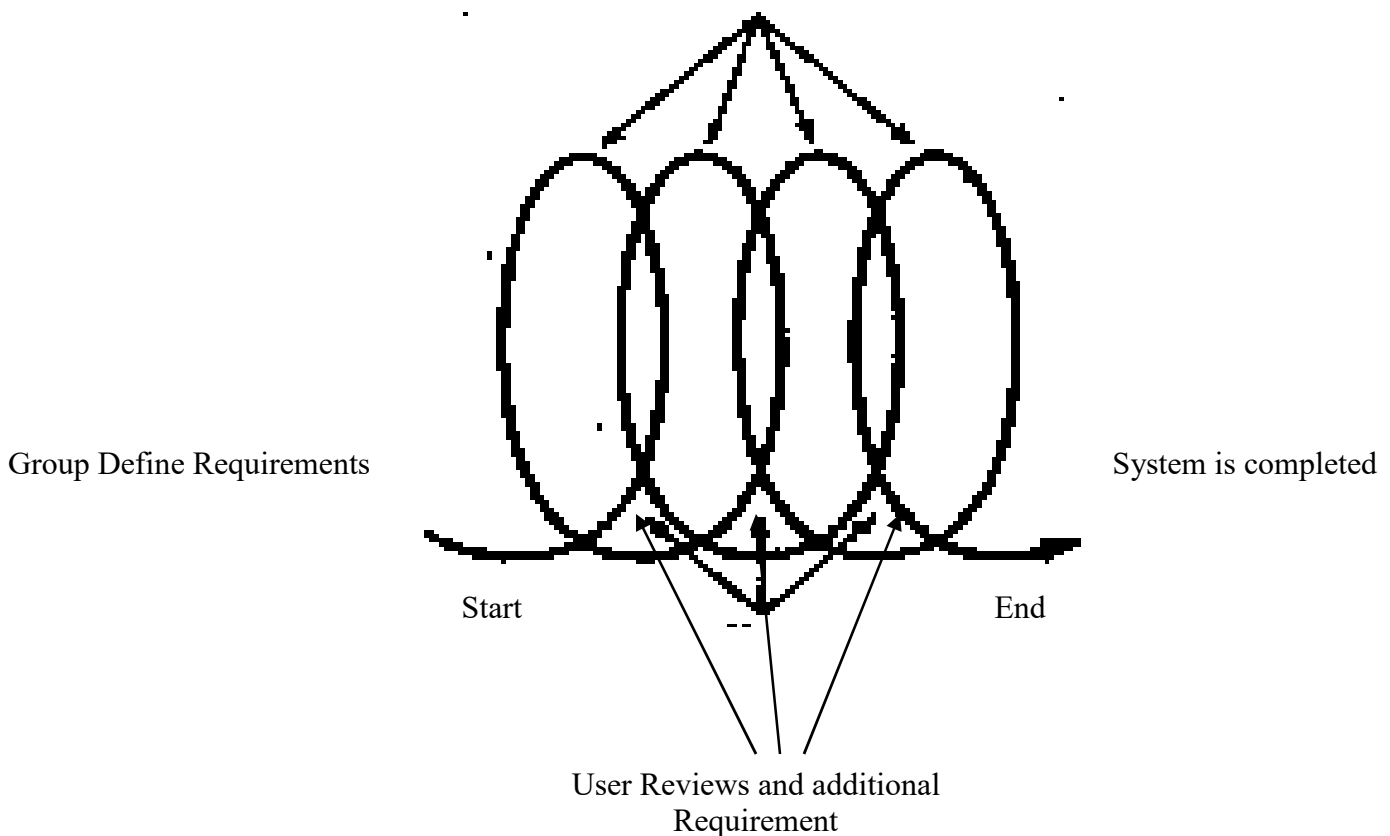 Group Define Requirements
System is completed
Start
End
User Reviews and additional
Requirement